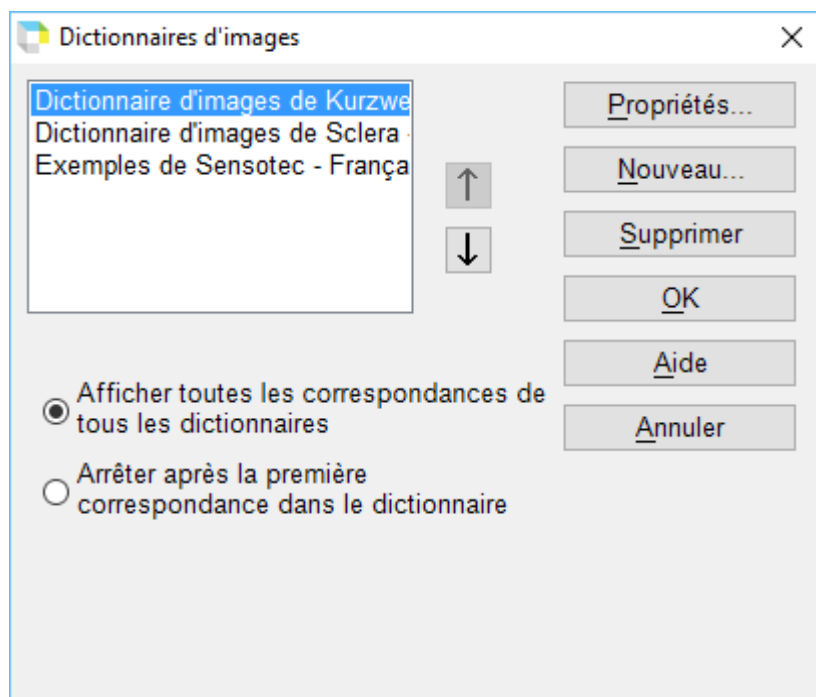 Dictionnaires d'images
Dictionnaire d'images de Kurzwe
Dictionnaire d'images de Sclera -
Exemples de Sensotec - França
Propriétés...
Nouveau...
Supprimer
OK
Aide
Annuler
Afficher toutes les correspondances de
tous les dictionnaires
Arrêter après la première
correspondance dans le dictionnaire